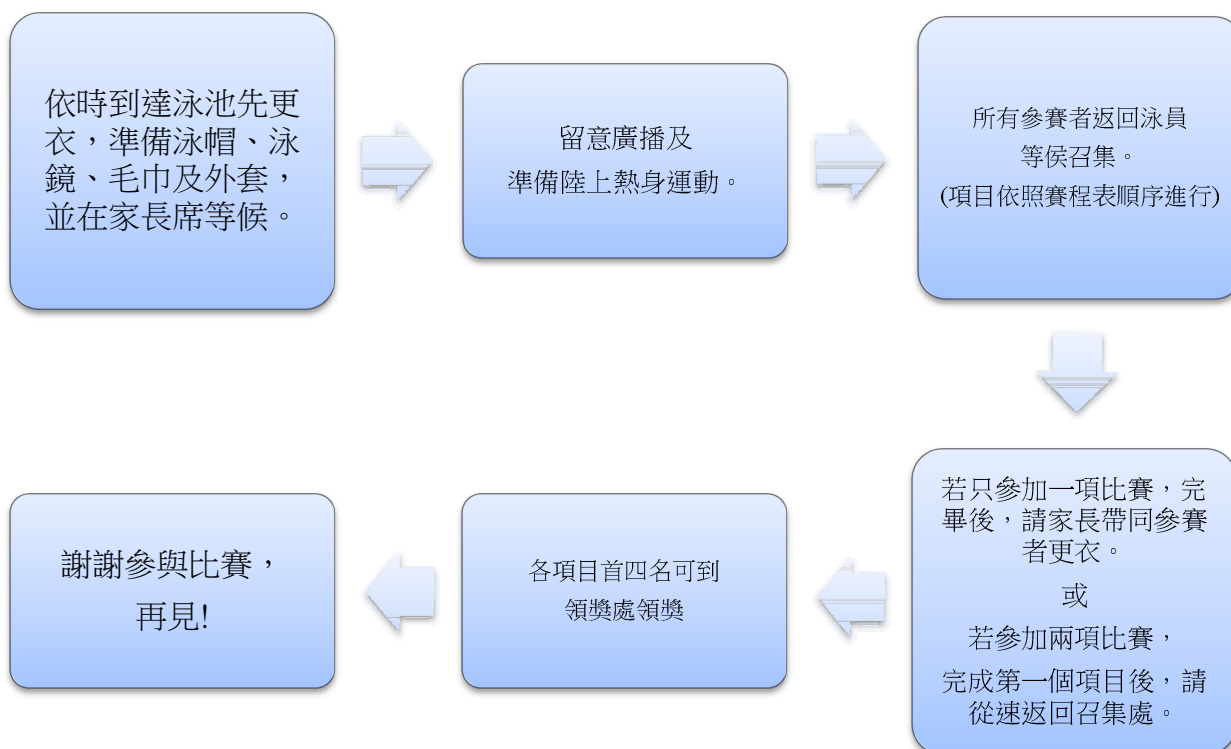 依時到達泳池先更
衣，準備泳帽、泳
鏡、毛巾及外套，
並在家長席等候。
留意廣播及
準備陸上熱身運動。
所有參賽者返回泳員
等侯召集。
(項目依照賽程表順序進行)
若只參加一項比賽，完
畢後，請家長帶同參賽
者更衣。
或
若參加兩項比賽，
完成第一個項目後，請
從速返回召集處。
各項目首四名可到
領獎處領獎
謝謝參與比賽，
再見!